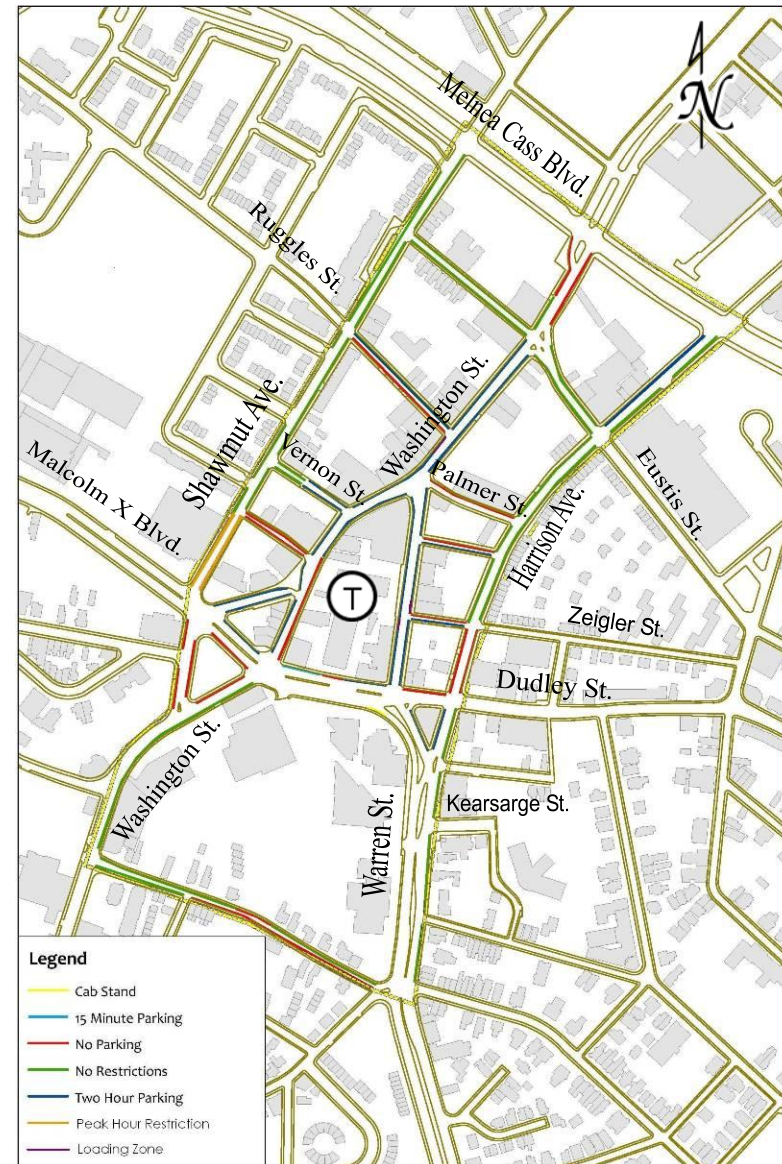 N
Melnea Cass Blvd.
Ruggles St.
Washington St.
Shawmut Ave.
Vernon St.
Palmer St.
Malcolm X Blvd.
Eustis St.
Harrison Ave.
T
Zeigler St.
Dudley St.
Washington St.
Warren St.
Kearsarge St.
Legend
Cab Stand
15 Minute Parking
No Parking
No Restrictions
Two Hour Parking
Peak Hour Restriction
Loading Zone